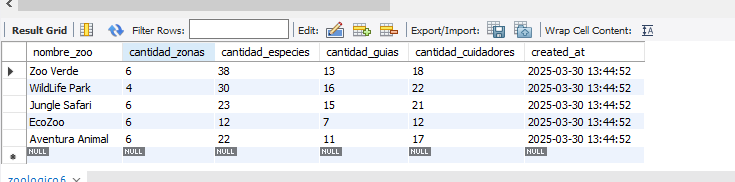 Result Grid Filter Rows: Edit: Export/Import: Wrap Cell Content:
nombre_zoo cantidad_zonas cantidad_especies cantidad_guias cantidad_cuidadores created_at
Zoo Verde 6 38 13 18 2025-03-30 13:44:52
WildLife Park 4 30 16 22 2025-03-30 13:44:52
Jungle Safari 6 23 15 21 2025-03-30 13:44:52
EcoZoo 6 12 7 12 2025-03-30 13:44:52
Aventura Animal 6 22 11 17 2025-03-30 13:44:52
NULL NULL NULL NULL NULL NULL
zoologico6